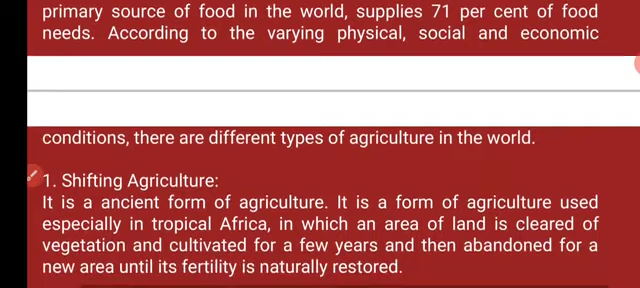 primary source of food in the world, supplies 71 per cent of food
needs. According to the varying physical, social and economic
conditions, there are different types of agriculture in the world.
1. Shifting Agriculture:
It is a ancient form of agriculture. It is a form of agriculture used
especially in tropical Africa, in which an area of land is cleared of
vegetation and cultivated for a few years and then abandoned for a
new area until its fertility is naturally restored.